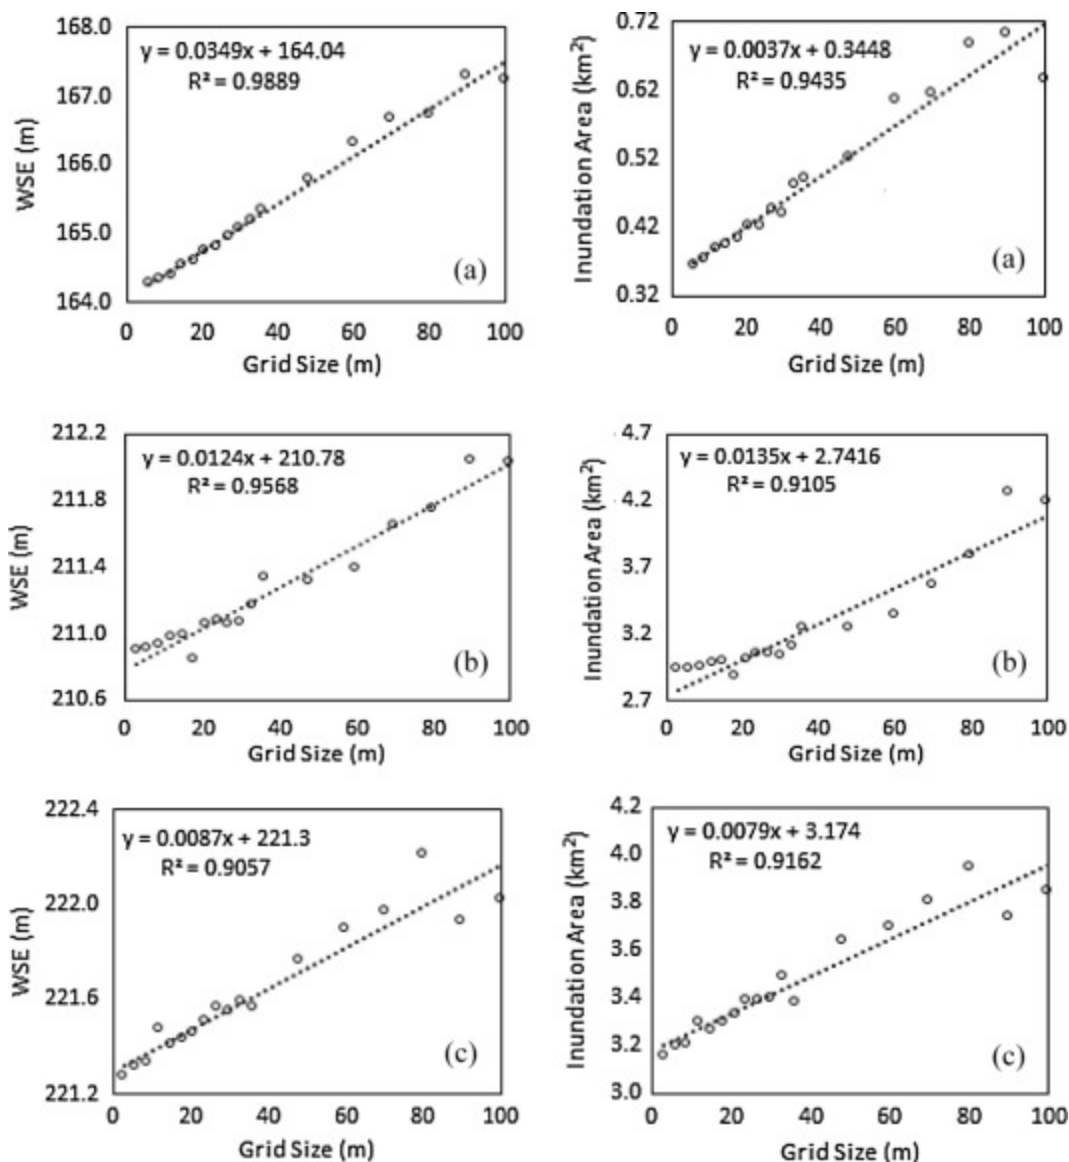 168.0
167.0
166.0
165.0
164.0
WSE (m)
y = 0.0349x + 164.04
R² = 0.9889
(a)
0 20 40 60 80 100
Grid Size (m)
0.72
0.62
0.52
0.42
0.32
Inundation Area (km²)
y = 0.0037x + 0.3448
R² = 0.9435
(a)
0 20 40 60 80 100
Grid Size (m)
212.2
211.8
211.4
211.0
210.6
WSE (m)
y = 0.0124x + 210.78
R² = 0.9568
(b)
0 20 40 60 80 100
Grid Size (m)
4.7
4.2
3.7
3.2
2.7
Inundation Area (km²)
y = 0.0135x + 2.7416
R² = 0.9105
(b)
0 20 40 60 80 100
Grid Size (m)
222.4
222.0
221.6
221.2
WSE (m)
y = 0.0087x + 221.3
R² = 0.9057
(c)
0 20 40 60 80 100
Grid Size (m)
4.2
4.0
3.8
3.6
3.4
3.2
3.0
Inundation Area (km²)
y = 0.0079x + 3.174
R² = 0.9162
(c)
0 20 40 60 80 100
Grid Size (m)